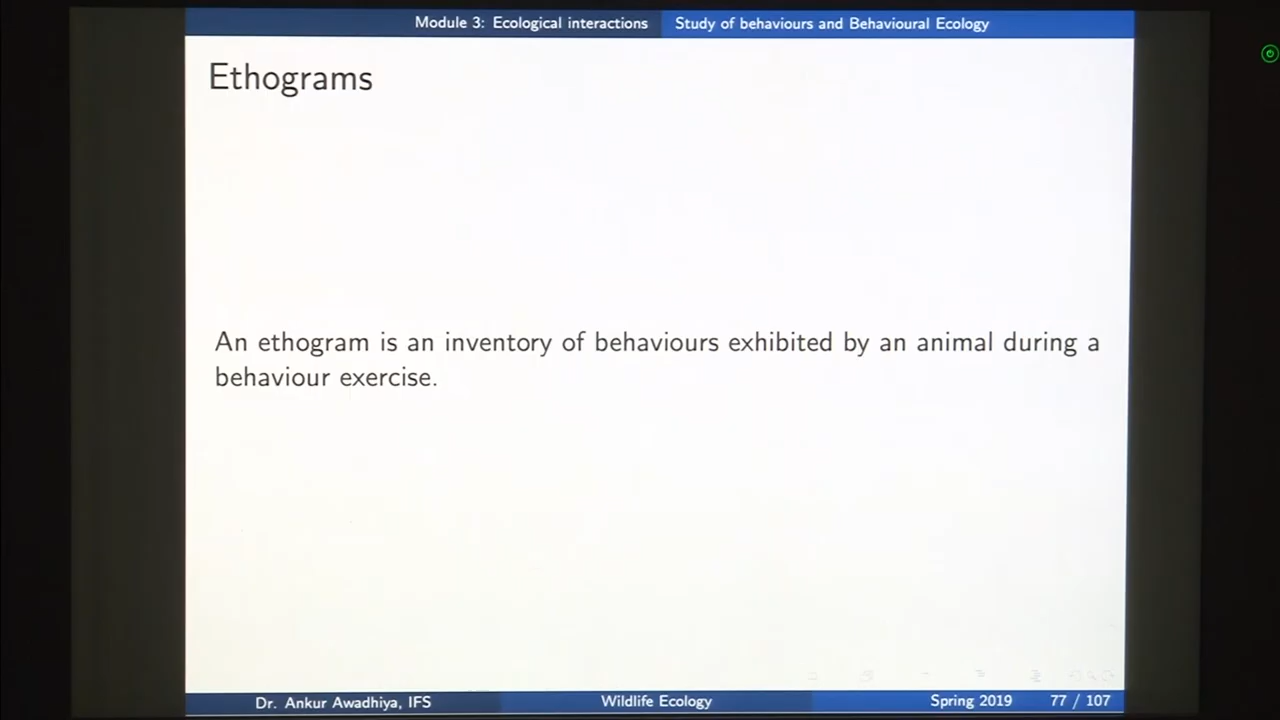 Module 3: Ecological interactions Study of behaviours and Behavioural Ecology
Ethograms
An ethogram is an inventory of behaviours exhibited by an animal during a
behaviour exercise.
Dr. Ankur Awadhiya, IFS Wildlife Ecology Spring 2019 77 / 107